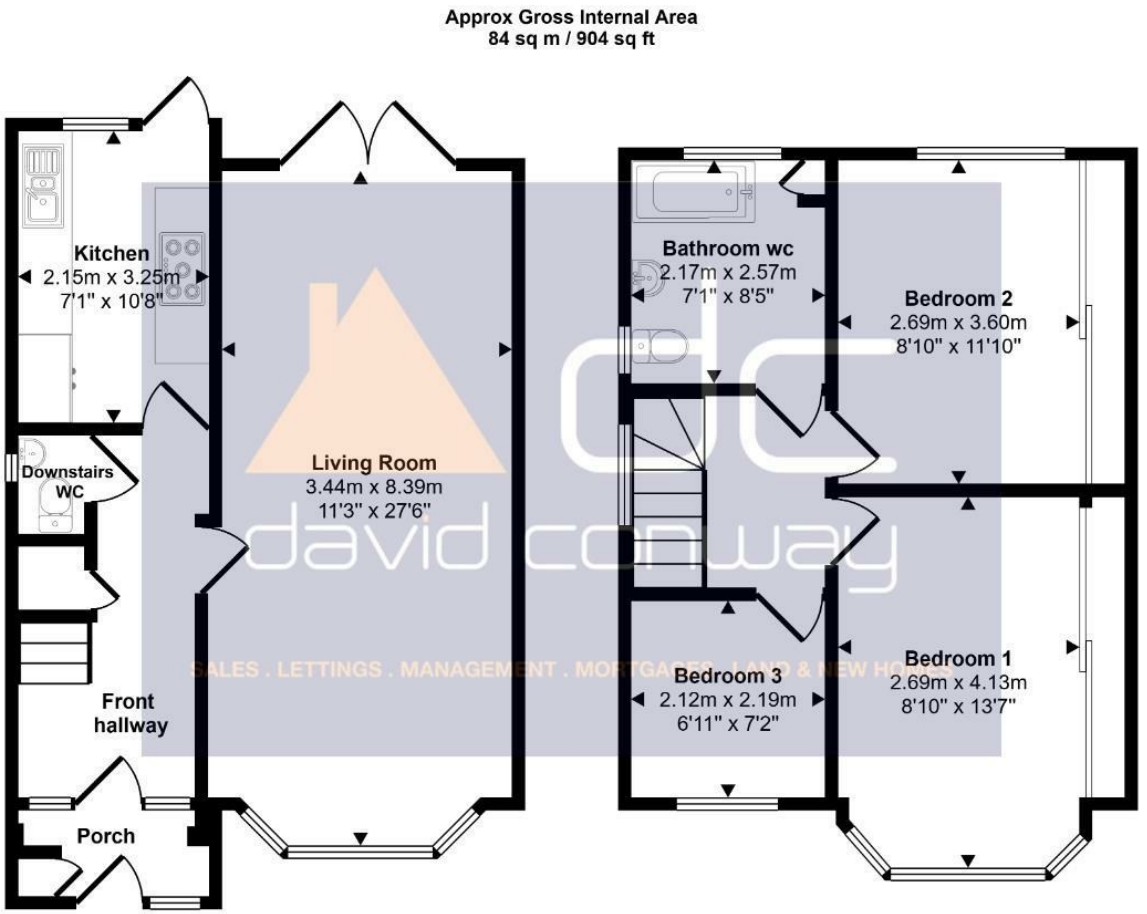 Approx Gross Internal Area
84 sq m / 904 sq ft
Kitchen
2.15m x 3.25m
7'1" x 10'8"
Downstairs
WC
Living Room
3.44m x 8.39m
11'3" x 27'6"
Front
hallway
Porch
Bathroom wc
2.17m x 2.57m
7'1" x 8'5"
Bedroom 2
2.69m x 3.60m
8'10" x 11'10"
Bedroom 1
2.69m x 4.13m
8'10" x 13'7"
Bedroom 3
2.12m x 2.19m
6'11" x 7'2"
dc
david conway
SALES . LETTINGS . MANAGEMENT . MORTGAGES . LAND & NEW HOMES